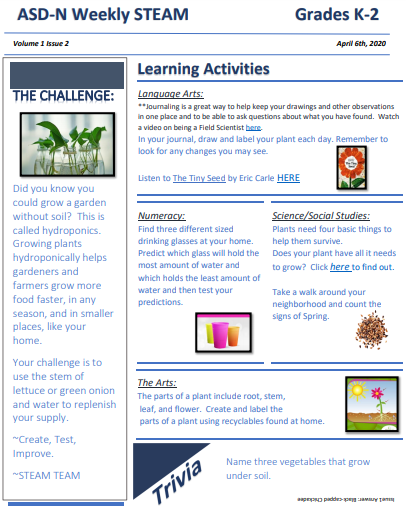 ASD-N Weekly STEAM Grades K-2
Volume 1 Issue 2 April 6th, 2020
THE CHALLENGE:
Did you know you
could grow a garden
without soil? This is
called hydroponics.
Growing plants
hydroponically helps
gardeners and
farmers grow more
food faster, in any
season, and in smaller
places, like your
home.
Your challenge is to
use the stem of
lettuce or green onion
and water to replenish
your supply.
~Create, Test,
Improve.
~STEAM TEAM
Learning Activities
Language Arts:
**Journaling is a great way to help keep your drawings and other observations
in one place and to be able to ask questions about what you have found. Watch
a video on being a Field Scientist here.
In your journal, draw and label your plant each day. Remember to
look for any changes you may see.
Listen to The Tiny Seed by Eric Carle HERE
Numeracy:
Find three different sized
drinking glasses at your home.
Predict which glass will hold the
most amount of water and
which holds the least amount of
water and then test your
predictions.
Science/Social Studies:
Plants need four basic things to
help them survive.
Does your plant have all it needs
to grow? Click here to find out.
Take a walk around your
neighborhood and count the
signs of Spring.
The Arts:
The parts of a plant include root, stem,
leaf, and flower. Create and label the
parts of a plant using recyclables found at home.
Trivia
Name three vegetables that grow
under soil.
Issue1 Answer: Black-capped Chickadee